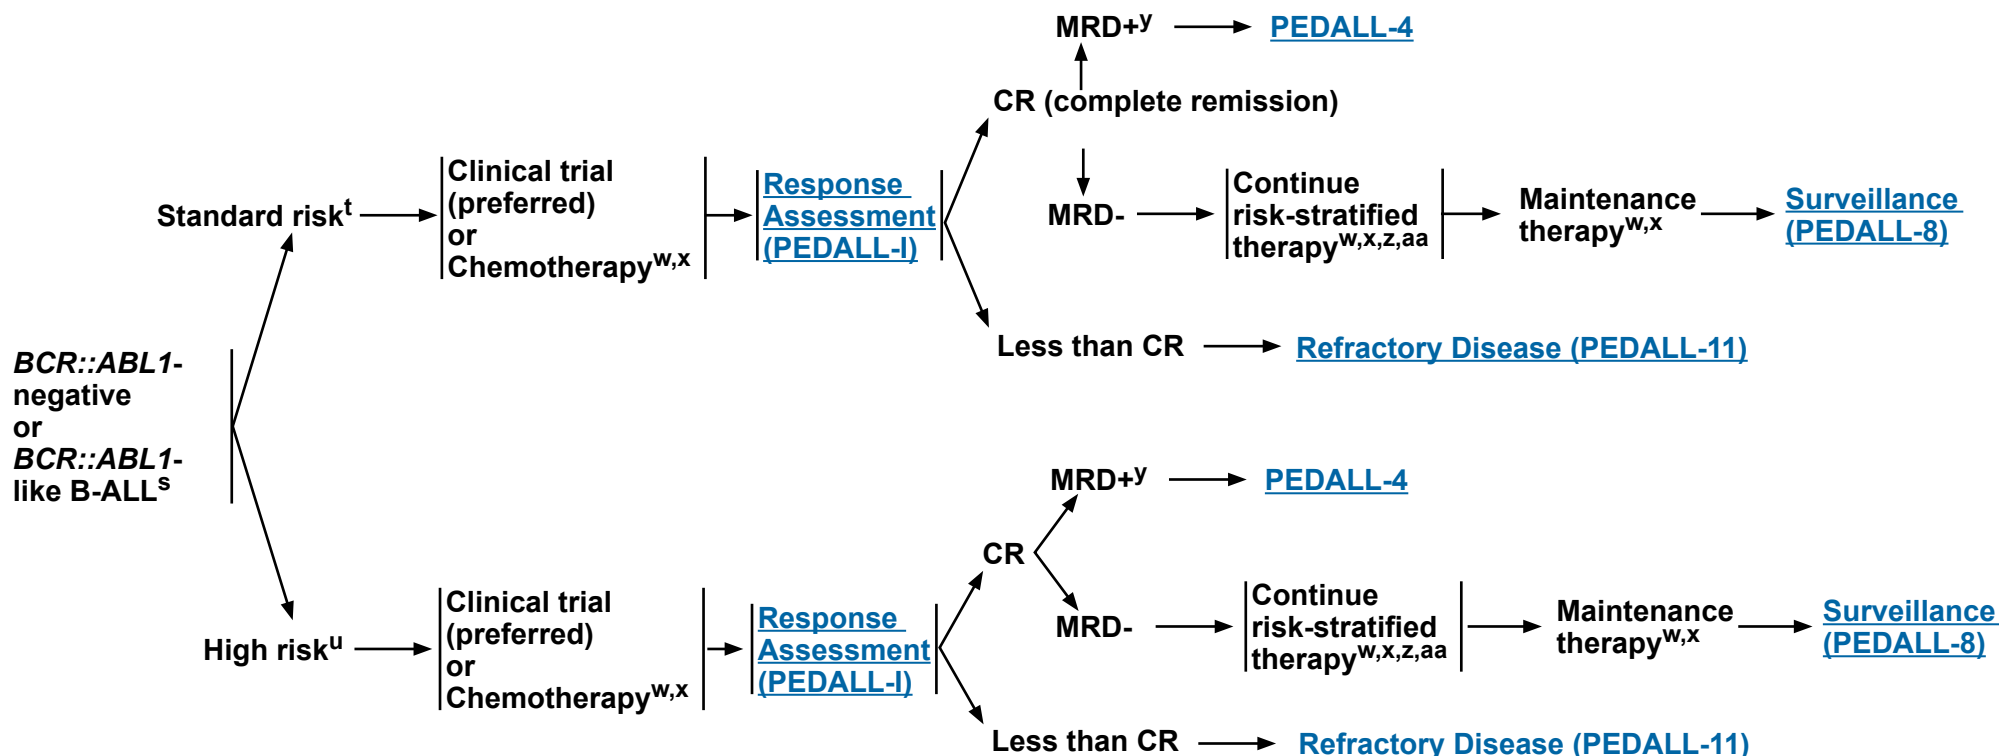 MRD+y
PEDALL-4
CR (complete remission)
Clinical trial
(preferred)
or
Chemotherapyw,x
Response
Assessment
(PEDALL-I)
Standard riskt
MRD-
Continue
risk-stratified
therapyw,x,z,aa
Maintenance
therapyw,x
Surveillance
(PEDALL-8)
Less than CR
Refractory Disease (PEDALL-11)
BCR::ABL1-
negative
or
BCR::ABL1-
like B-ALLs
MRD+y
PEDALL-4
CR
High risku
Clinical trial
(preferred)
or
Chemotherapyw,x
Response
Assessment
(PEDALL-I)
MRD-
Continue
risk-stratified
therapyw,x,z,aa
Maintenance
therapyw,x
Surveillance
(PEDALL-8)
Less than CR
Refractory Disease (PEDALL-11)